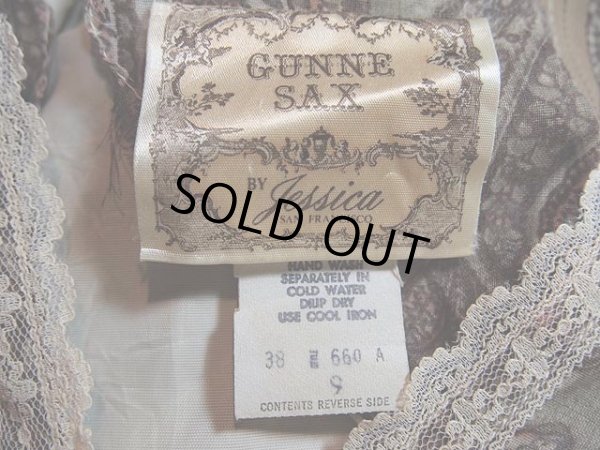 GUNNE
SAX
BY Jessica
SAN FRANCISCO
SOLD OUT
HAND WASH
SEPARATELY IN
COLD WATER
DRIP DRY
USE COOL IRON
38 660 A
9
CONTENTS REVERSE SIDE